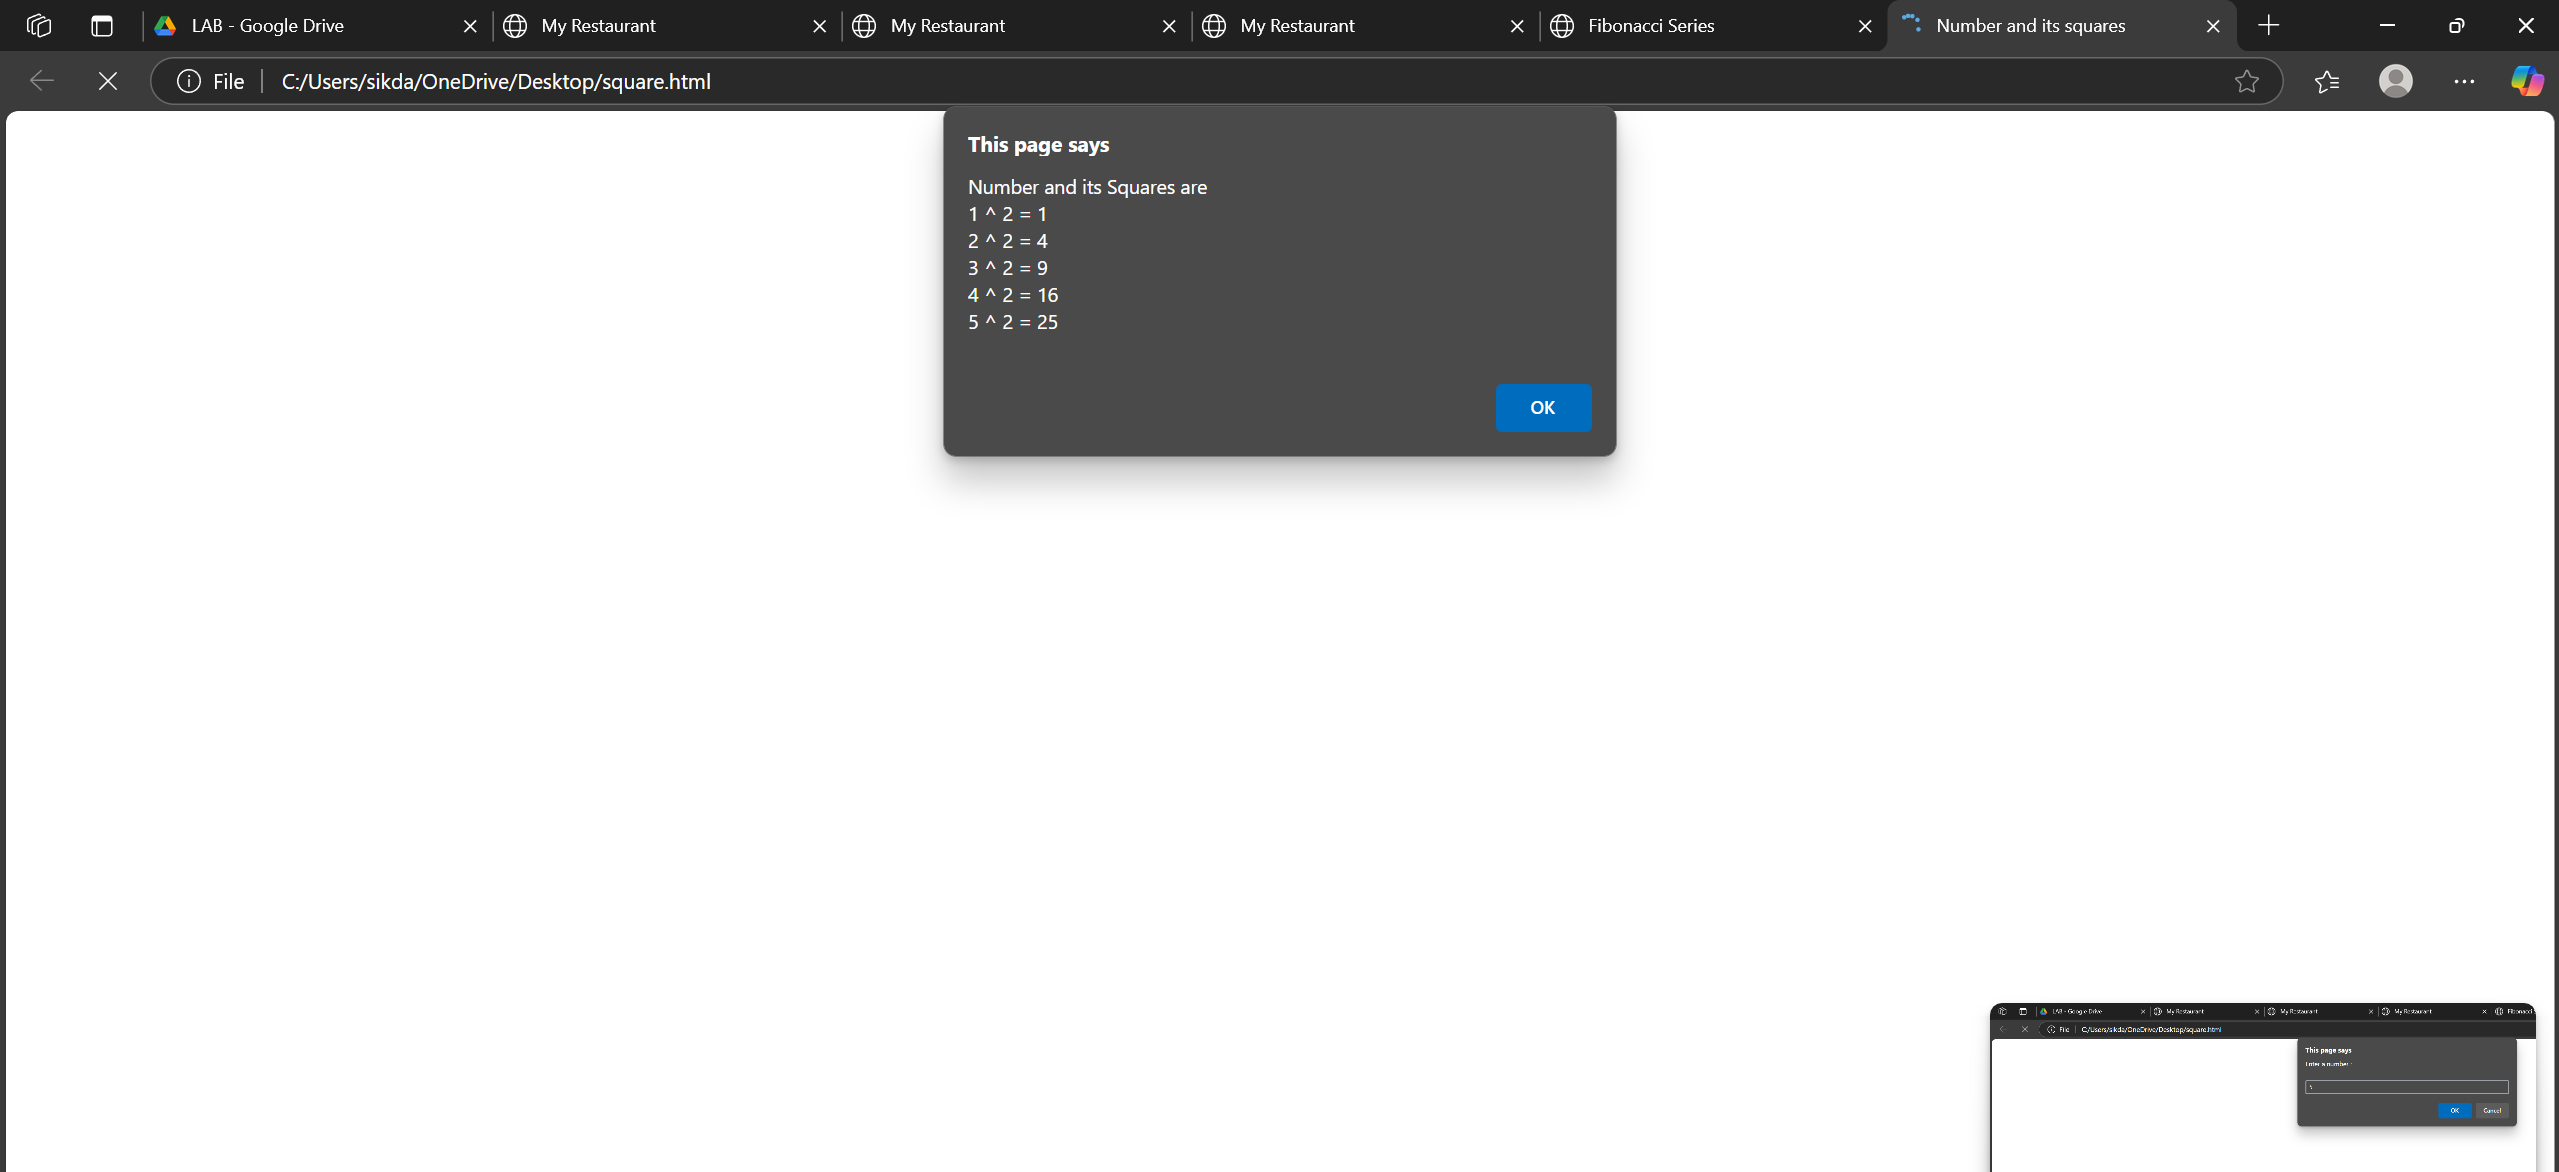 LAB - Google Drive
My Restaurant
My Restaurant
My Restaurant
Fibonacci Series
Number and its squares
File
C:/Users/sikda/OneDrive/Desktop/square.html
This page says
Number and its Squares are
1 ^ 2 = 1
2 ^ 2 = 4
3 ^ 2 = 9
4 ^ 2 = 16
5 ^ 2 = 25
OK
LAB - Google Drive
My Restaurant
My Restaurant
My Restaurant
Fibonacci
File
C:/Users/sikda/OneDrive/Desktop/square.html
This page says
Enter a number
OK
Cancel